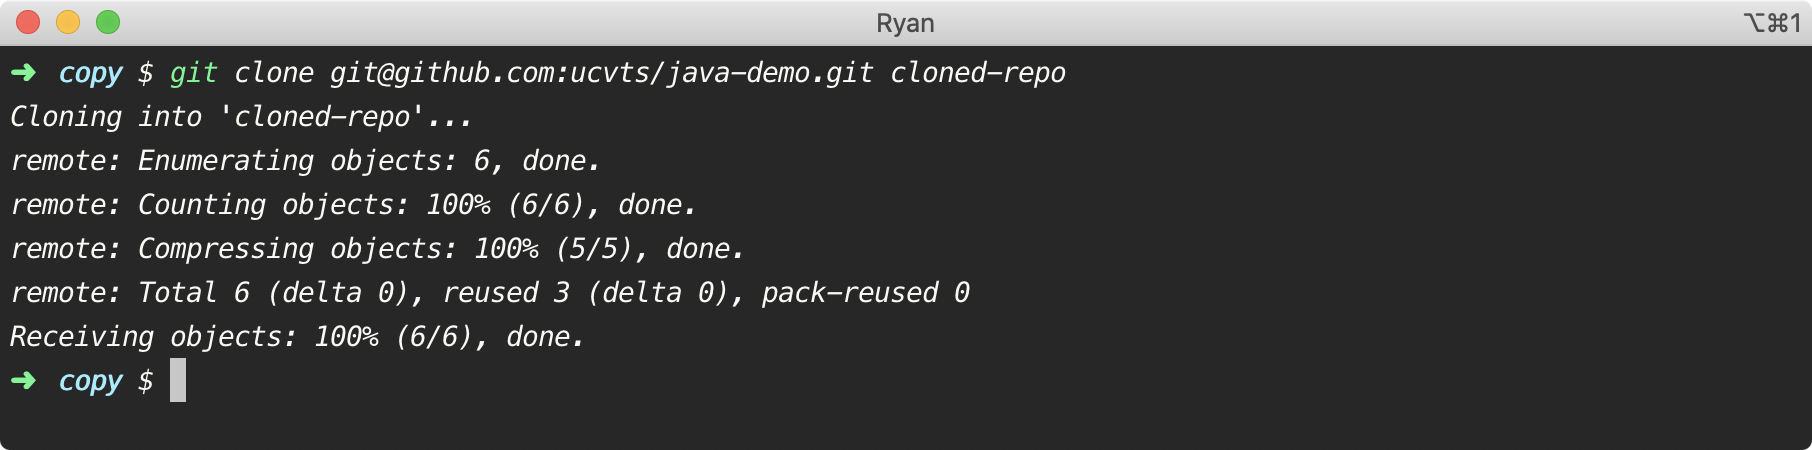 Ryan
⌥⌘1
➜ copy $ git clone git@github.com:ucvts/java-demo.git cloned-repo
Cloning into 'cloned-repo'...
remote: Enumerating objects: 6, done.
remote: Counting objects: 100% (6/6), done.
remote: Compressing objects: 100% (5/5), done.
remote: Total 6 (delta 0), reused 3 (delta 0), pack-reused 0
Receiving objects: 100% (6/6), done.
➜ copy $